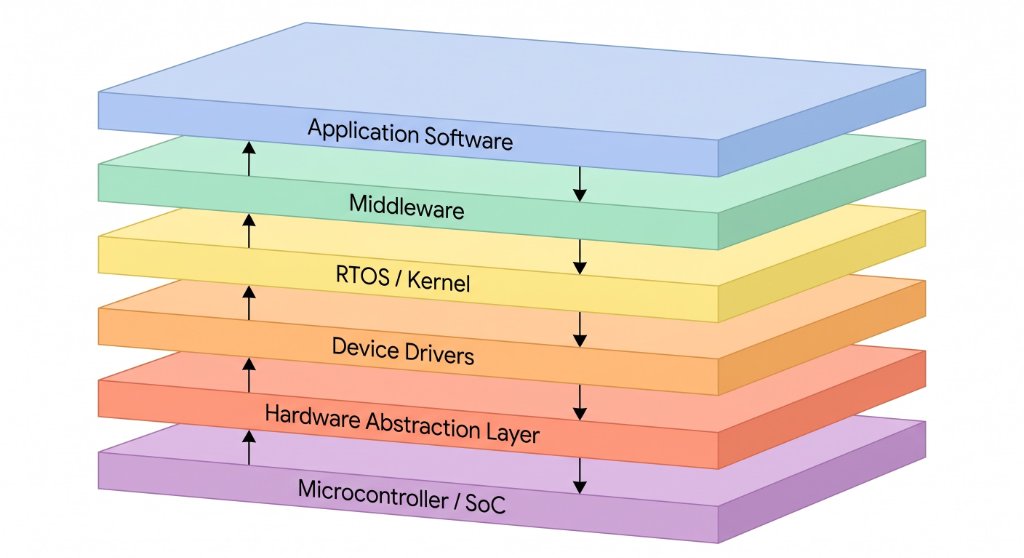 Application Software
Middleware
RTOS / Kernel
Device Drivers
Hardware Abstraction Layer
Microcontroller / SoC